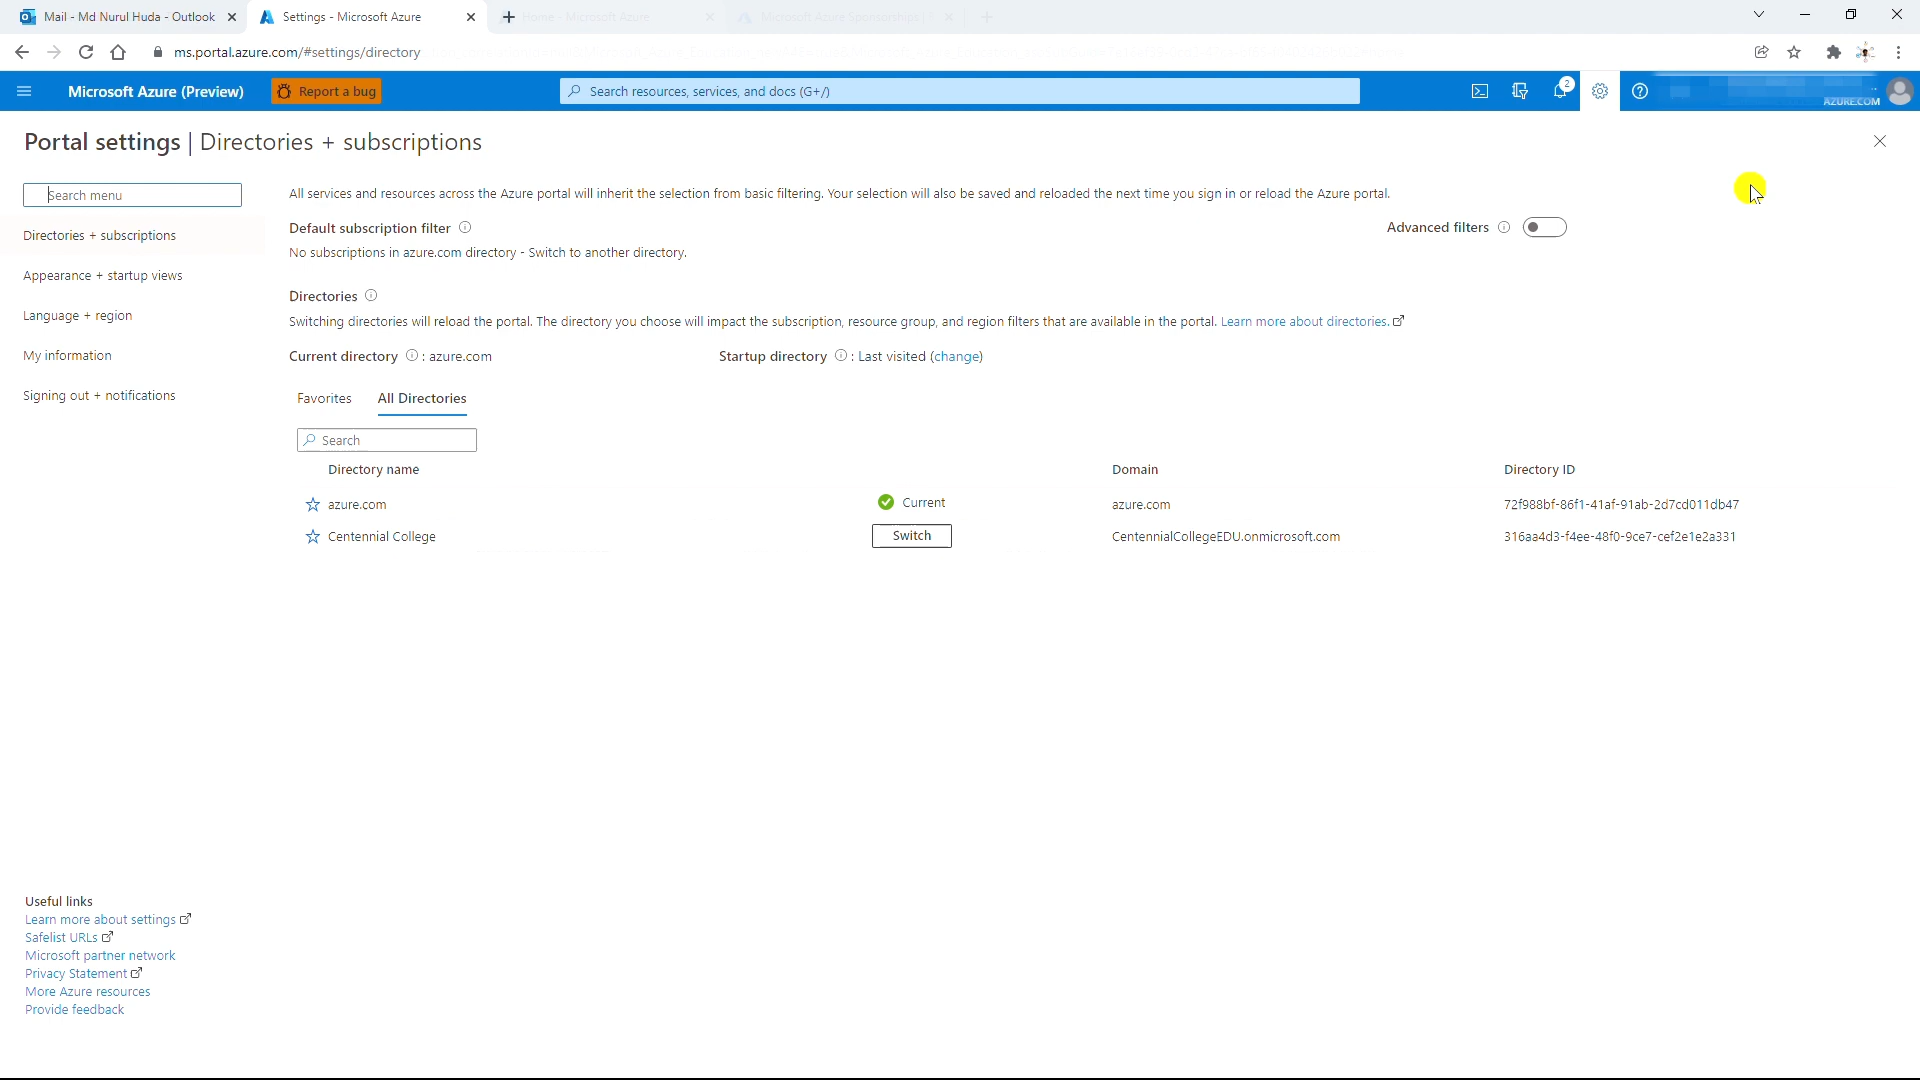 Mail - Md Nurul Huda - Outlook
Settings - Microsoft Azure
Home - Microsoft Azure
Microsoft Azure Sponsorships
ms.portal.azure.com/#settings/directory
Microsoft Azure (Preview)
Report a bug
Search resources, services, and docs (G+/)
2
AZURE.COM
Portal settings | Directories + subscriptions
Search menu
Directories + subscriptions
Appearance + startup views
Language + region
My information
Signing out + notifications
All services and resources across the Azure portal will inherit the selection from basic filtering. Your selection will also be saved and reloaded the next time you sign in or reload the Azure portal.
Default subscription filter
Advanced filters
No subscriptions in azure.com directory - Switch to another directory.
Directories
Switching directories will reload the portal. The directory you choose will impact the subscription, resource group, and region filters that are available in the portal. Learn more about directories.
Current directory : azure.com
Startup directory : Last visited (change)
Favorites
All Directories
Search
Directory name Domain Directory ID
azure.com Current azure.com 72f988bf-86f1-41af-91ab-2d7cd011db47
Centennial College Switch CentennialCollegeEDU.onmicrosoft.com 316aa4d3-f4ee-48f0-9ce7-cef2e1e2a331
Useful links
Learn more about settings
Safelist URLs
Microsoft partner network
Privacy Statement
More Azure resources
Provide feedback